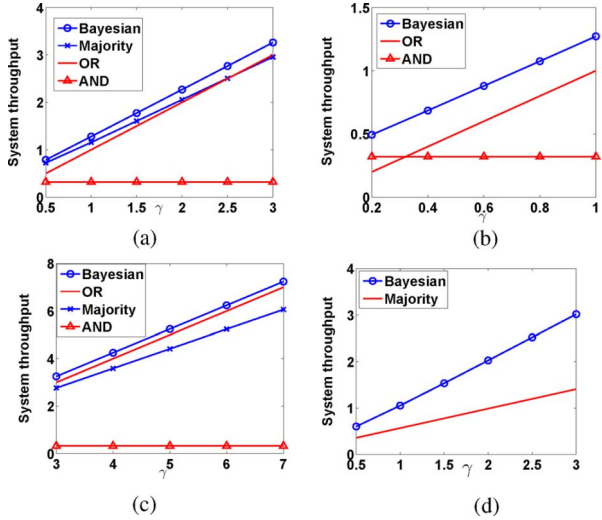 4
3
2
1
0
System throughput
Bayesian
Majority
OR
AND
0.5 1 1.5 2 2.5 3
γ
(a)
1.5
1
0.5
0
System throughput
Bayesian
OR
AND
0.2 0.4 0.6 0.8 1
γ
(b)
8
6
4
2
0
System throughput
Bayesian
OR
Majority
AND
3 4 5 6 7
γ
(c)
4
3
2
1
0
System throughput
Bayesian
Majority
0.5 1 1.5 2 2.5 3
γ
(d)